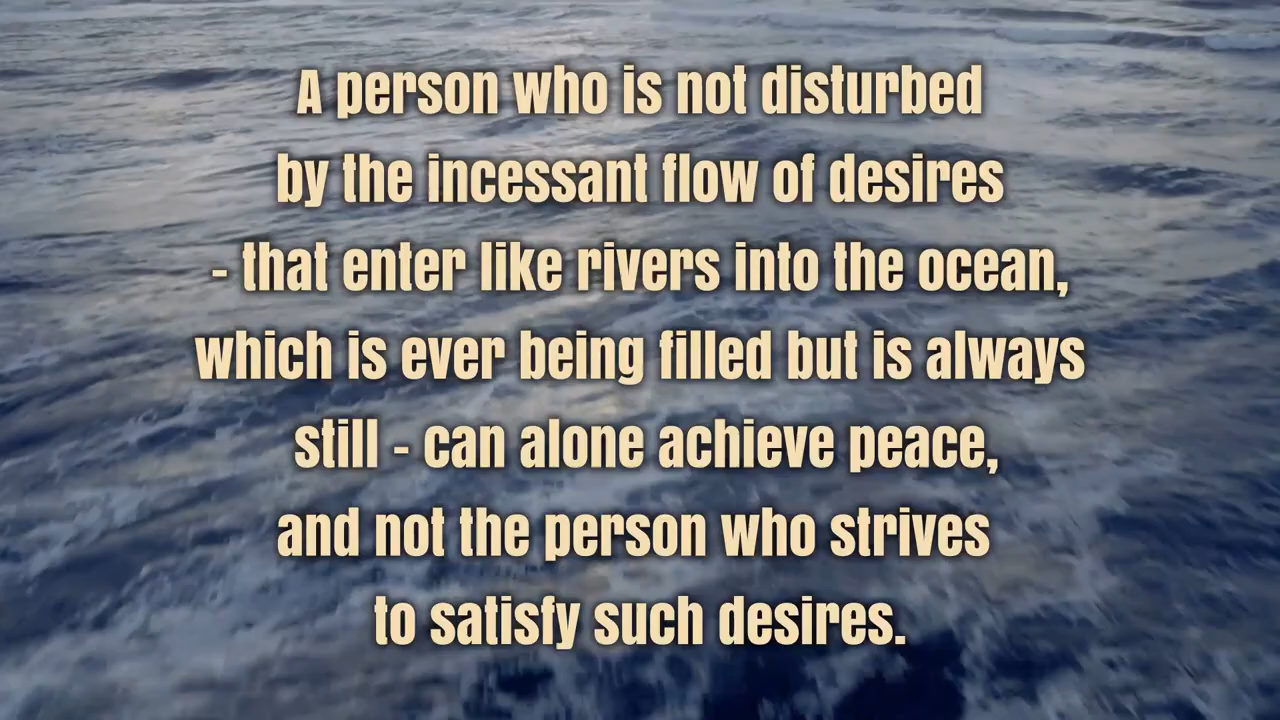 A person who is not disturbed
by the incessant flow of desires
- that enter like rivers into the ocean,
which is ever being filled but is always
still - can alone achieve peace,
and not the person who strives
to satisfy such desires.